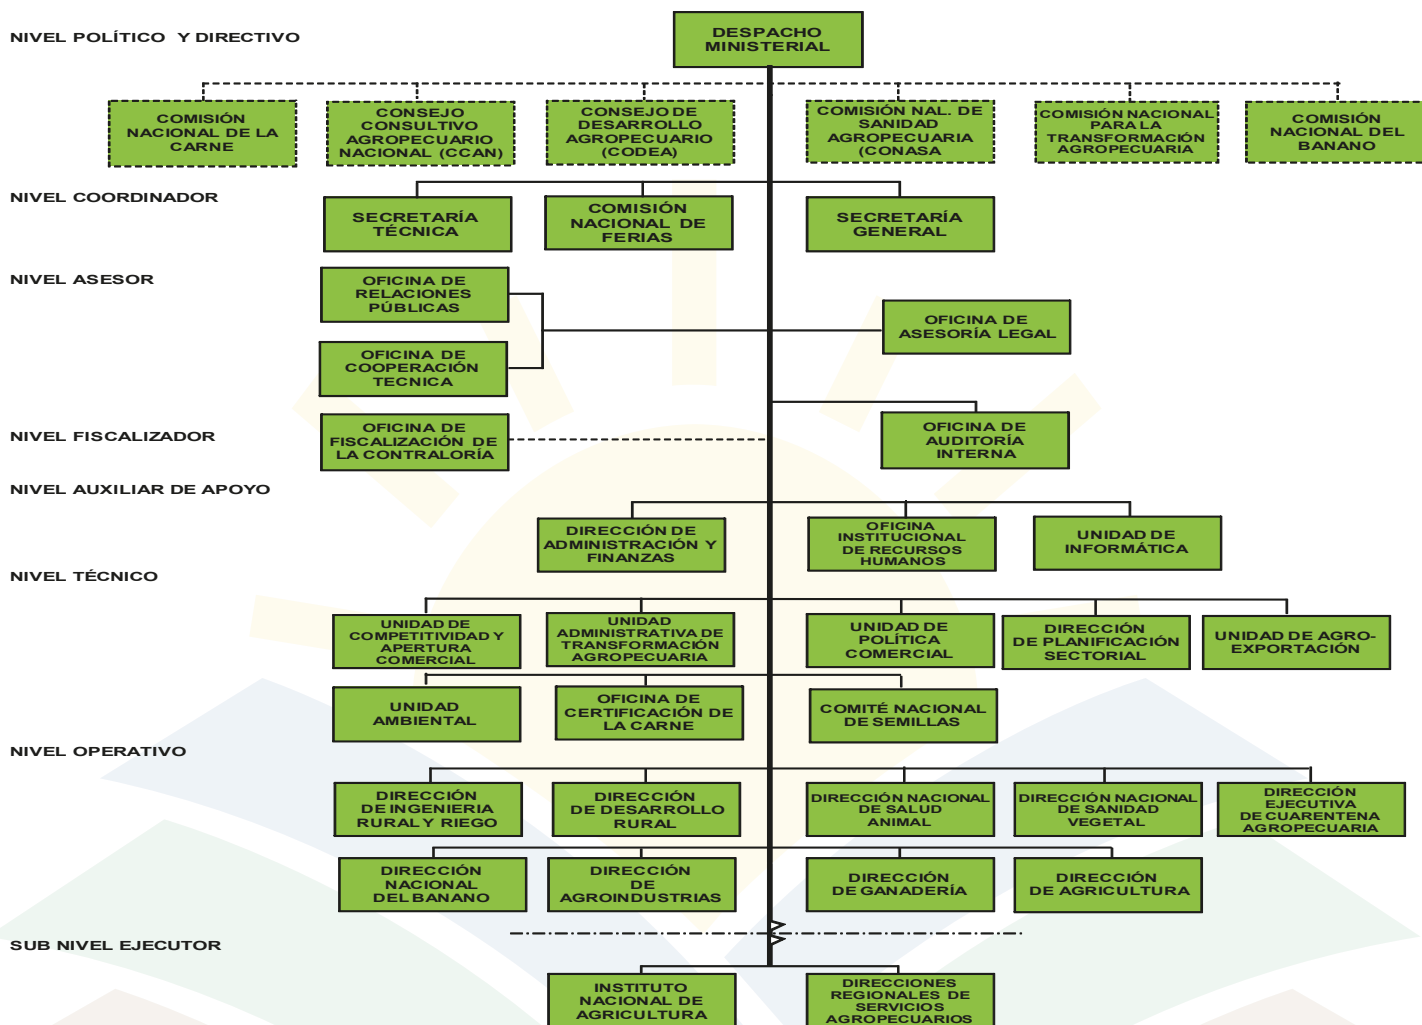 NIVEL POLÍTICO Y DIRECTIVO
DESPACHO
MINISTERIAL
COMISIÓN
NACIONAL DE LA
CARNE
CONSEJO
CONSULTIVO
AGROPECUARIO
NACIONAL (CCAN)
CONSEJO DE
DESARROLLO
AGROPECUARIO
(CODEA)
COMISIÓN NAL. DE
SANIDAD
AGROPECUARIA
(CONASA
COMISIÓN NACIONAL
PARA LA
TRANSFORMACIÓN
AGROPECUARIA
COMISIÓN
NACIONAL DEL
BANANO
NIVEL COORDINADOR
SECRETARÍA
TÉCNICA
COMISIÓN
NACIONAL DE
FERIAS
SECRETARÍA
GENERAL
NIVEL ASESOR
OFICINA DE
RELACIONES
PÚBLICAS
OFICINA DE
ASESORÍA LEGAL
OFICINA DE
COOPERACIÓN
TECNICA
NIVEL FISCALIZADOR
OFICINA DE
FISCALIZACIÓN DE
LA CONTRALORÍA
OFICINA DE
AUDITORÍA
INTERNA
NIVEL AUXILIAR DE APOYO
DIRECCIÓN DE
ADMINISTRACIÓN Y
FINANZAS
OFICINA
INSTITUCIONAL
DE RECURSOS
HUMANOS
UNIDAD DE
INFORMÁTICA
NIVEL TÉCNICO
UNIDAD DE
COMPETITIVIDAD Y
APERTURA
COMERCIAL
UNIDAD
ADMINISTRATIVA DE
TRANSFORMACIÓN
AGROPECUARIA
UNIDAD DE
POLÍTICA
COMERCIAL
DIRECCIÓN
DE PLANIFICACIÓN
SECTORIAL
UNIDAD DE AGRO-
EXPORTACIÓN
UNIDAD
AMBIENTAL
OFICINA DE
CERTIFICACIÓN DE
LA CARNE
COMITÉ NACIONAL
DE SEMILLAS
NIVEL OPERATIVO
DIRECCIÓN
DE INGENIERIA
RURAL Y RIEGO
DIRECCIÓN
DE DESARROLLO
RURAL
DIRECCIÓN NACIONAL
DE SALUD
ANIMAL
DIRECCIÓN NACIONAL
DE SANIDAD
VEGETAL
DIRECCIÓN
EJECUTIVA
DE CUARENTENA
AGROPECUARIA
DIRECCIÓN
NACIONAL
DEL BANANO
DIRECCIÓN
DE
AGROINDUSTRIAS
DIRECCIÓN
DE GANADERÍA
DIRECCIÓN
DE AGRICULTURA
SUB NIVEL EJECUTOR
INSTITUTO
NACIONAL DE
AGRICULTURA
DIRECCIONES
REGIONALES DE
SERVICIOS
AGROPECUARIOS